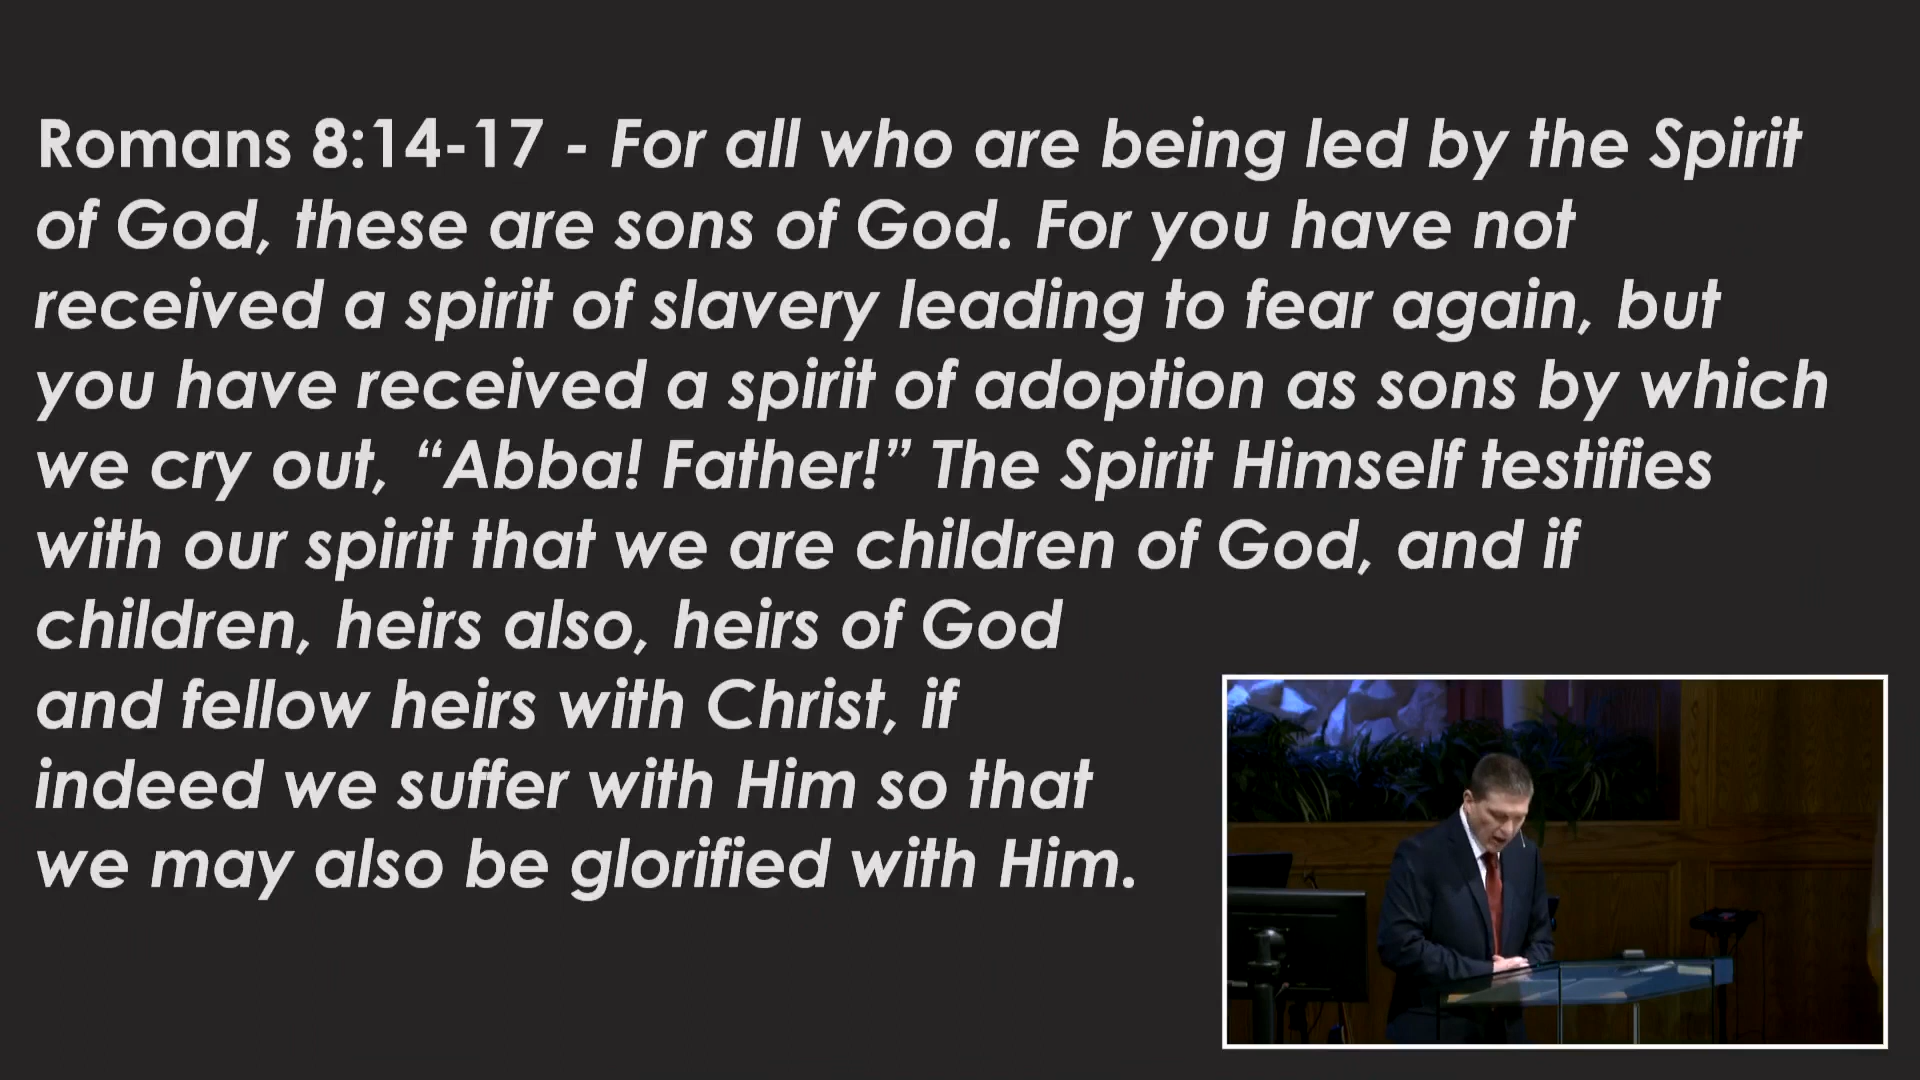 Romans 8:14-17 - For all who are being led by the Spirit
of God, these are sons of God. For you have not
received a spirit of slavery leading to fear again, but
you have received a spirit of adoption as sons by which
we cry out, “Abba! Father!” The Spirit Himself testifies
with our spirit that we are children of God, and if
children, heirs also, heirs of God
and fellow heirs with Christ, if
indeed we suffer with Him so that
we may also be glorified with Him.